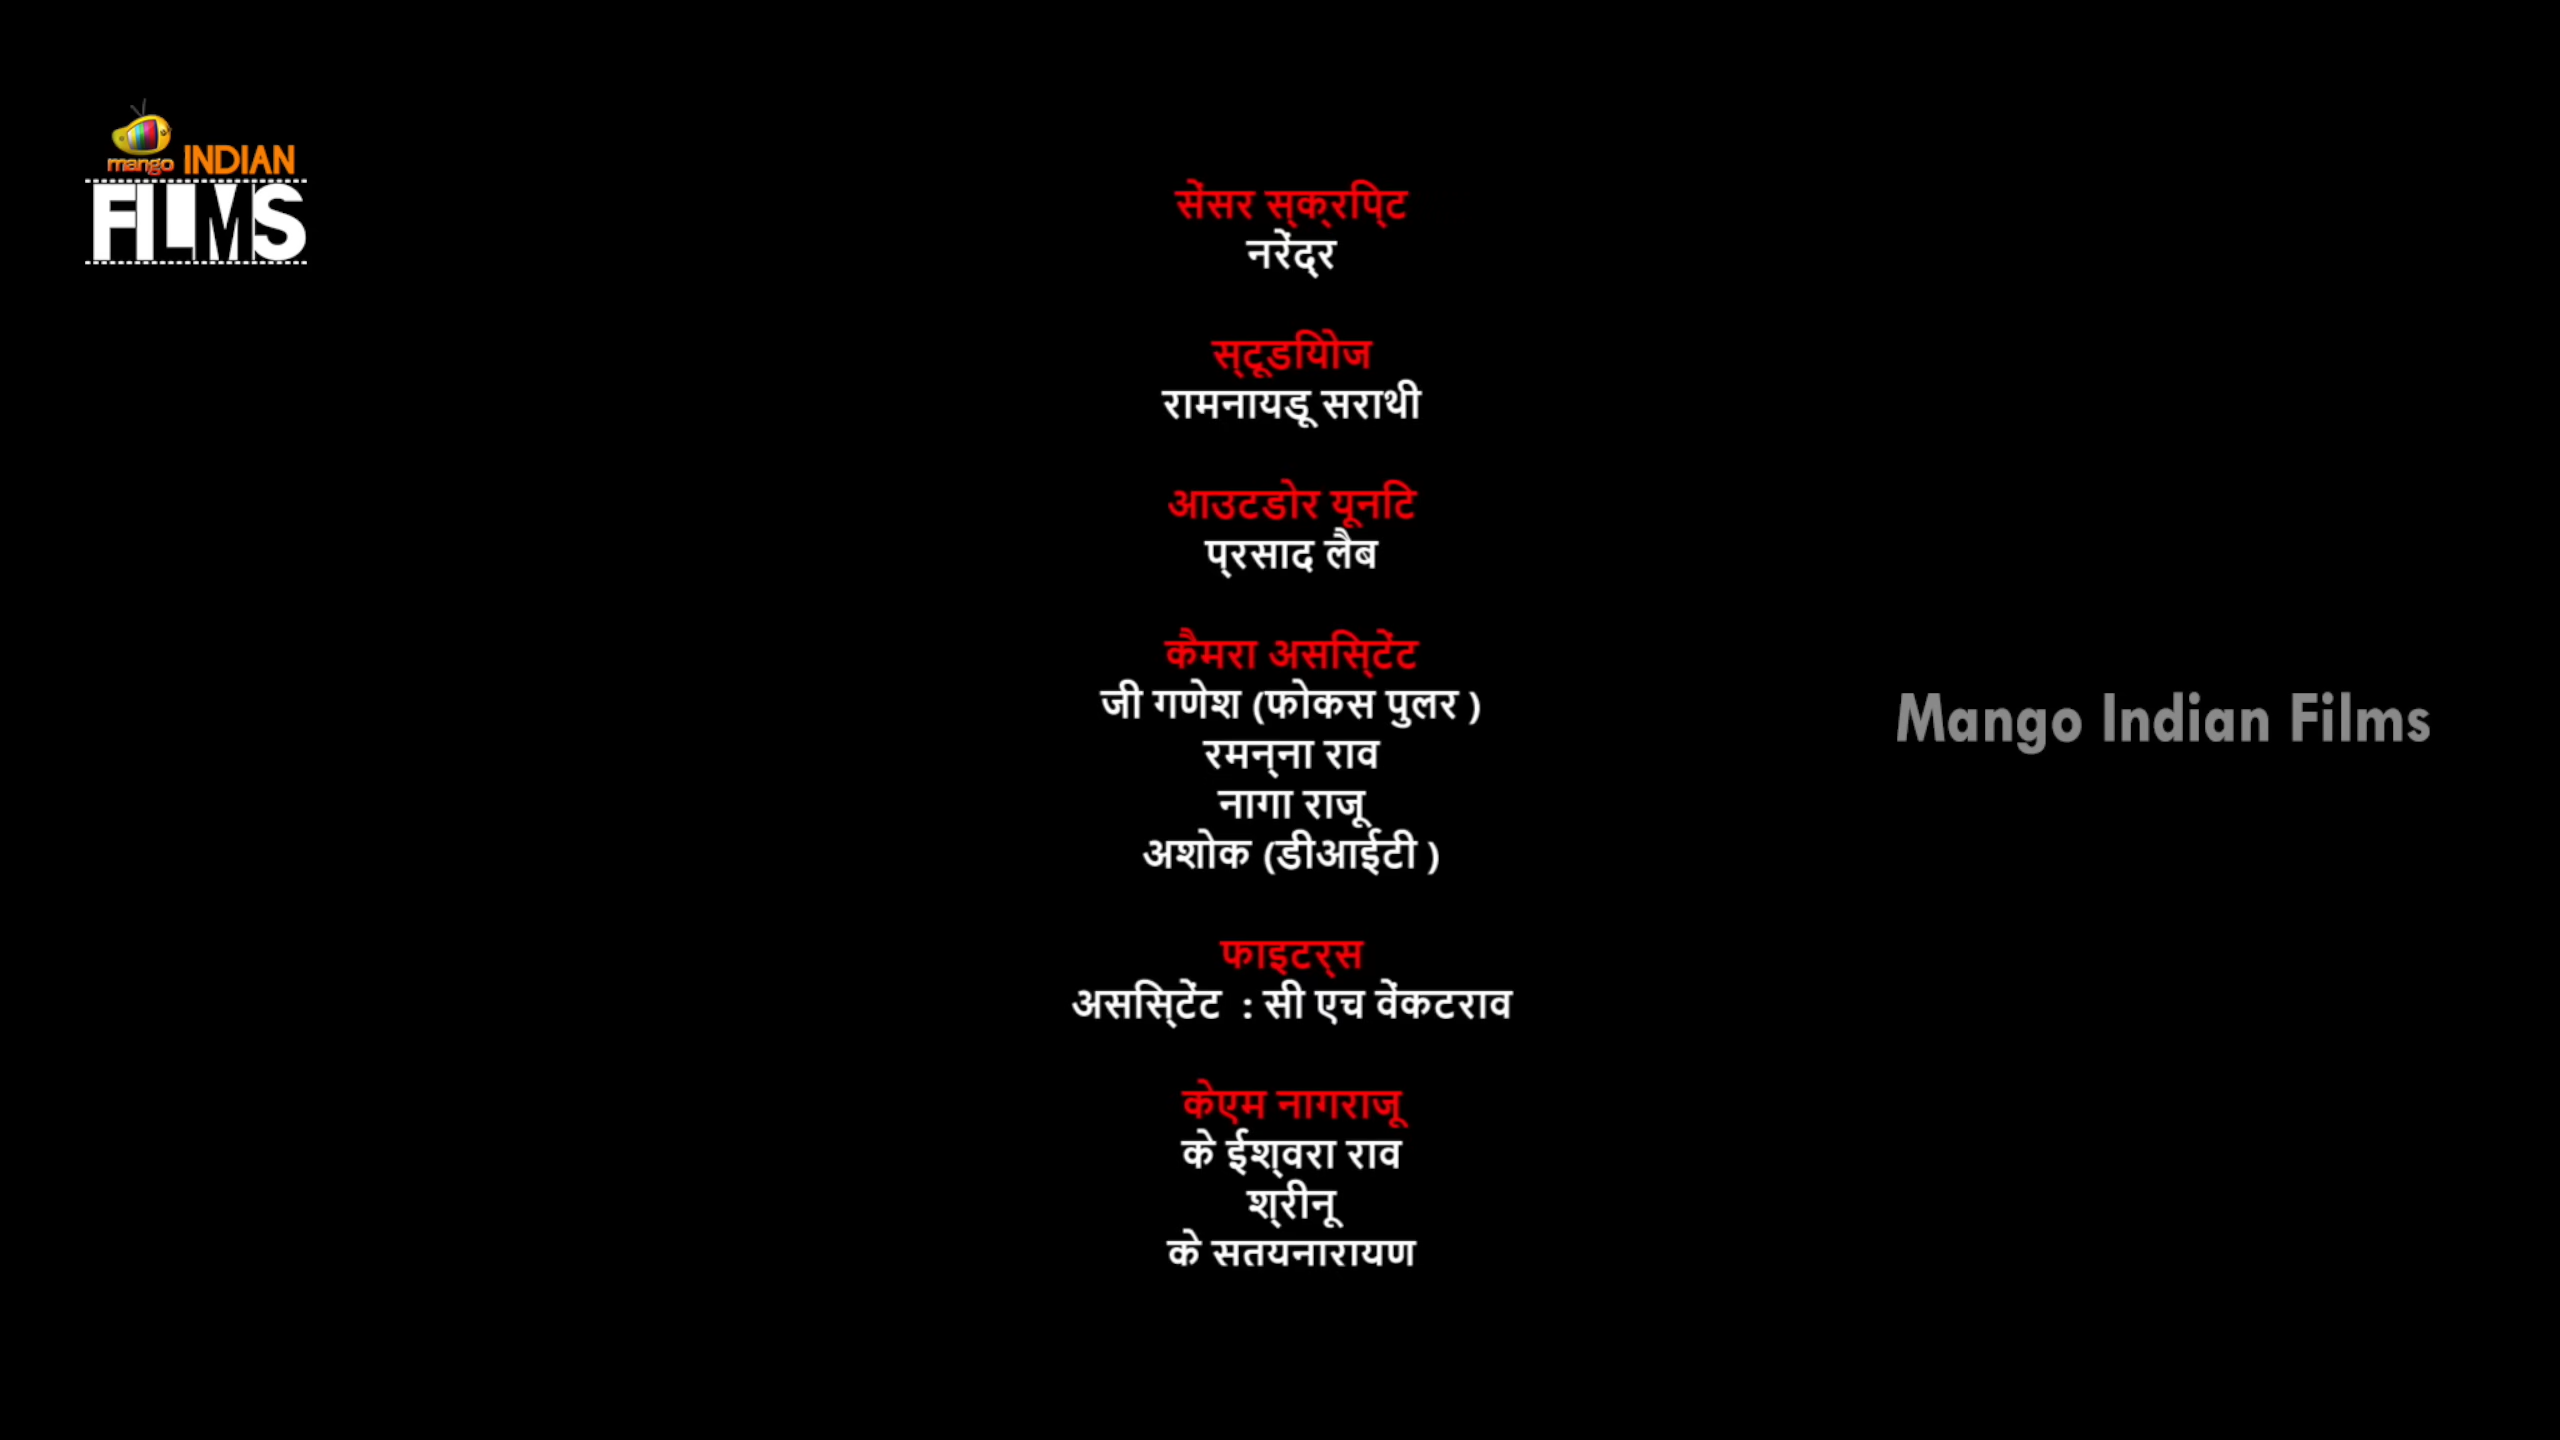 mango INDIAN
FILMS
सेंसर स्क्रिप्ट
नरेंद्र
स्टूडियोज
रामनायडू सराथी
आउटडोर यूनिट
प्रसाद लैब
कैमरा असिस्टेंट
जी गणेश (फोकस पुलर )
रमन्ना राव
नागा राजू
अशोक (डीआईटी )
Mango Indian Films
फाइटर्स
असिस्टेंट : सी एच वेंकटराव
केएम नागराजू
के ईश्वरा राव
श्रीनू
के सतयनारायण